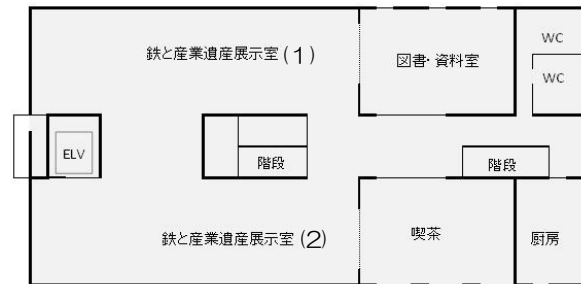 鉄と産業遺産展示室(1)
図書・資料室
WC
WC
ELV
階段
階段
鉄と産業遺産展示室(2)
喫茶
厨房